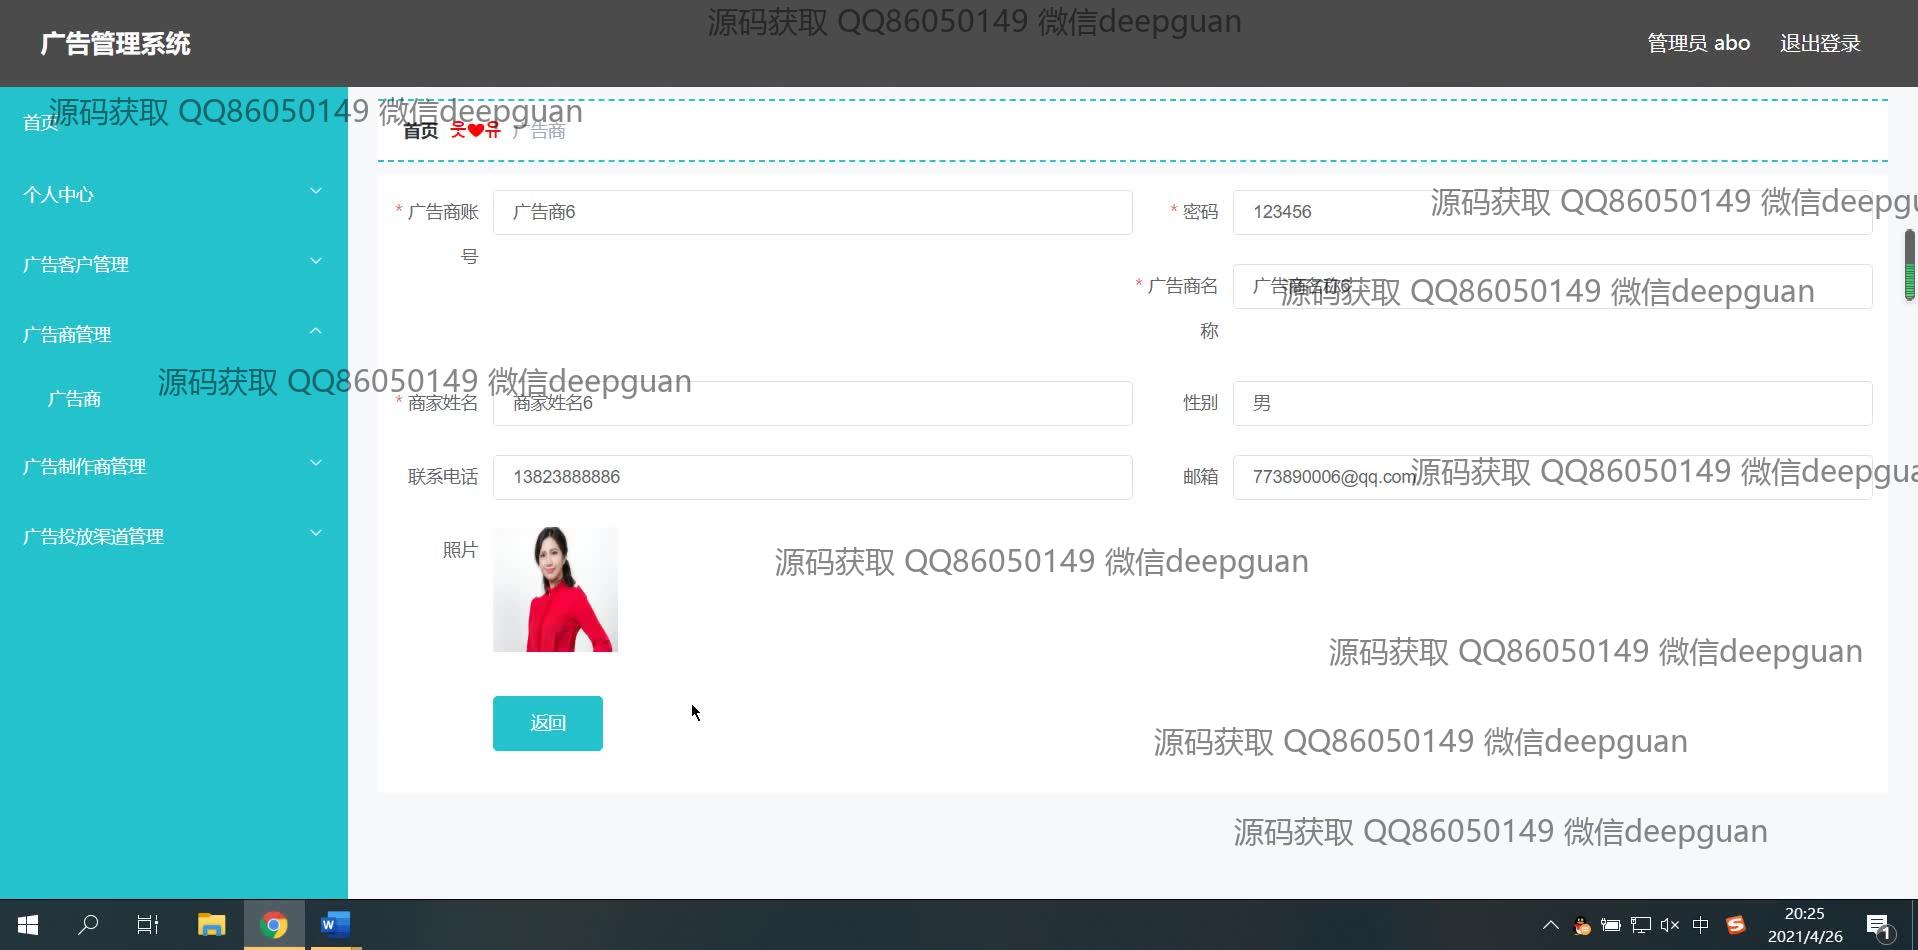 源码获取 QQ86050149 微信deepguan
广告管理系统
管理员 abo 退出登录
源码获取 QQ86050149 微信deepguan
首页
首页 웃❤유 广告商
个人中心
广告客户管理
广告商管理
广告商
广告制作商管理
广告投放渠道管理
* 广告商账号 广告商6
* 密码 123456
源码获取 QQ86050149 微信deepgu
* 广告商名称 广告商名称6
源码获取 QQ86050149 微信deepguan
源码获取 QQ86050149 微信deepguan
* 商家姓名 商家姓名6
性别 男
联系电话 13823888886
邮箱 773890006@qq.com
源码获取 QQ86050149 微信deepgua
照片
源码获取 QQ86050149 微信deepguan
源码获取 QQ86050149 微信deepguan
返回
源码获取 QQ86050149 微信deepguan
源码获取 QQ86050149 微信deepguan
中
20:25
2021/4/26
1